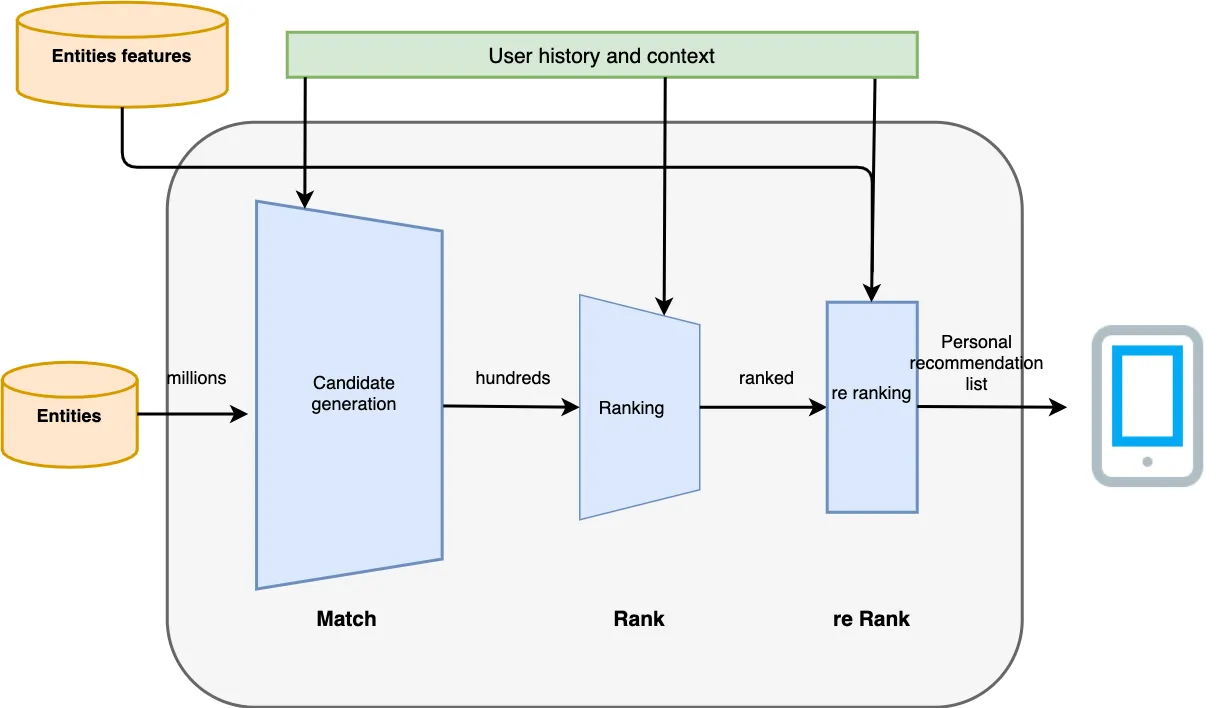 Entities features
User history and context
Entities
millions
Candidate
generation
hundreds
Ranking
ranked
re ranking
Personal
recommendation
list
Match
Rank
re Rank